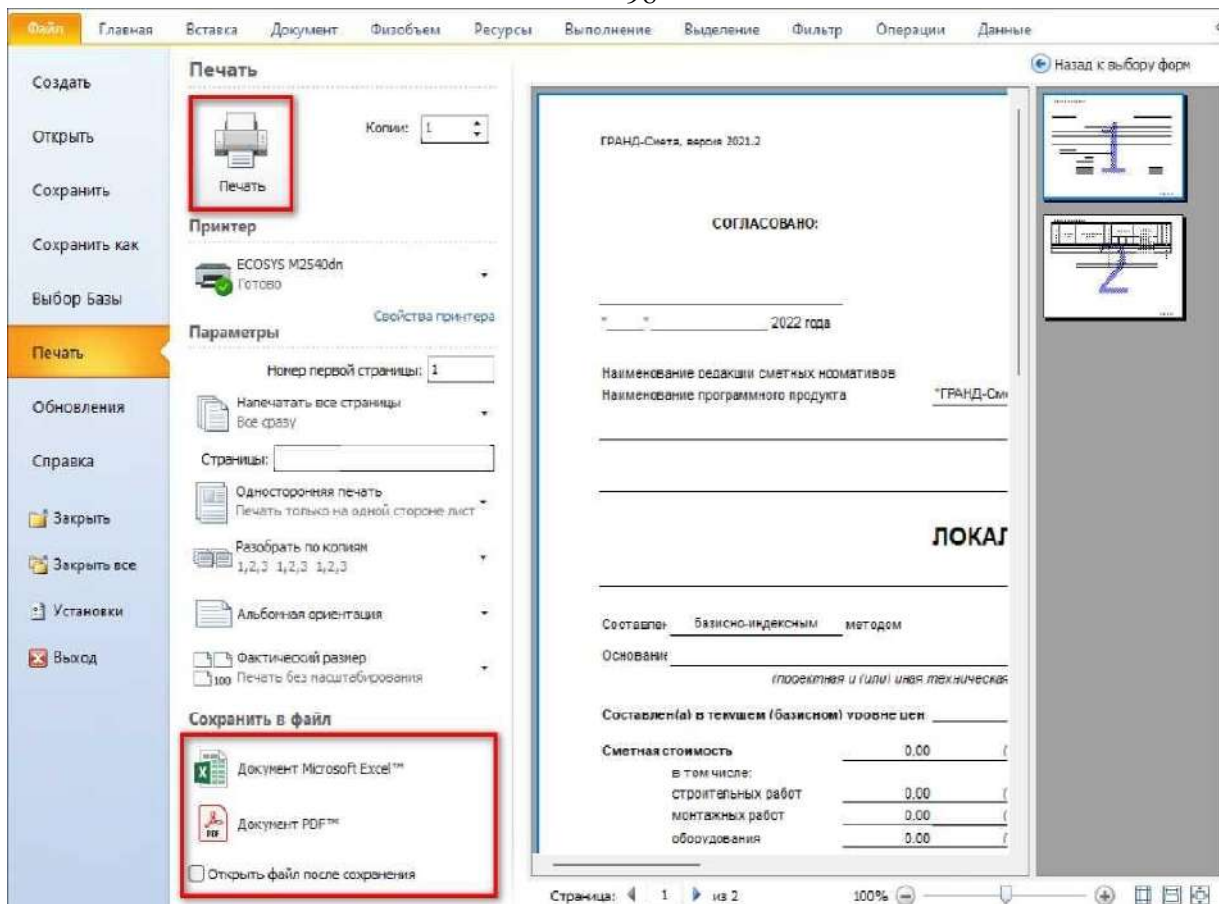 Файл Главная Вставка Документ Физобъем Ресурсы Выполнение Выделение Фильтр Операции Данные
Создать
Открыть
Сохранить
Сохранить как
Выбор Базы
Печать
Обновления
Справка
Закрыть
Закрыть все
Установки
Выход
Печать
Печать
Копии: 1
Принтер
ECOSYS M2540dn
Готово
Свойства принтера
Параметры
Номер первой страницы: 1
Напечатать все страницы
Все сразу
Страницы:
Односторонняя печать
Печать только на одной стороне лист
Разобрать по копиям
1,2,3 1,2,3 1,2,3
Альбомная ориентация
Фактический размер
100 Печать без масштабирования
Сохранить в файл
Документ Microsoft Excel™
PDF
Документ PDF™
Открыть файл после сохранения
ГРАНД-Смета, версия 2021.2
СОГЛАСОВАНО:
"_____"________________ 2022 года
Наименование редакции сметных нормативов
Наименование программного продукта "ГРАНД-Сме
ЛОКАЛ
Составлен базисно-индексным методом
Основание
(проектная и (или) иная техническая
Составлен(а) в текущем (базисном) уровне цен
Сметная стоимость 0.00 (
в том числе:
строительных работ 0.00 (
монтажных работ 0.00 (
оборудования 0.00 (
Страница: 1 из 2 100%
Назад к выбору форм
1
2